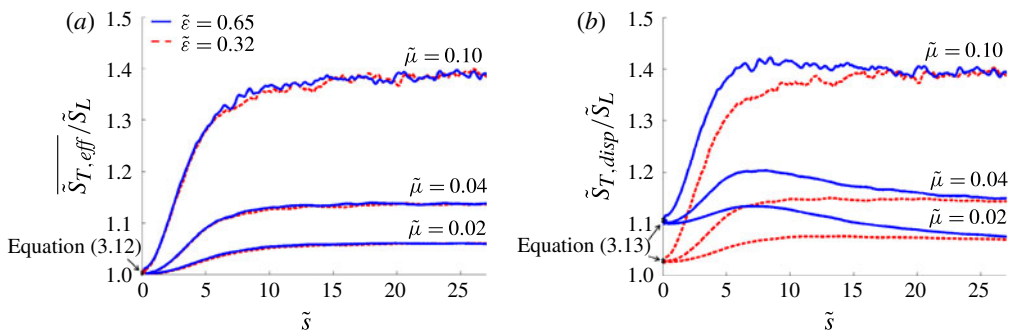 (a)
1.5
1.4
1.3
1.2
1.1
1.0
ε̃ = 0.65
ε̃ = 0.32
μ̃ = 0.10
μ̃ = 0.04
μ̃ = 0.02
S̃T,eff/S̃L
Equation (3.12)
0 5 10 15 20 25
s̃
(b)
1.5
1.4
1.3
1.2
1.1
1.0
μ̃ = 0.10
μ̃ = 0.04
μ̃ = 0.02
S̃T,disp/S̃L
Equation (3.13)
0 5 10 15 20 25
s̃